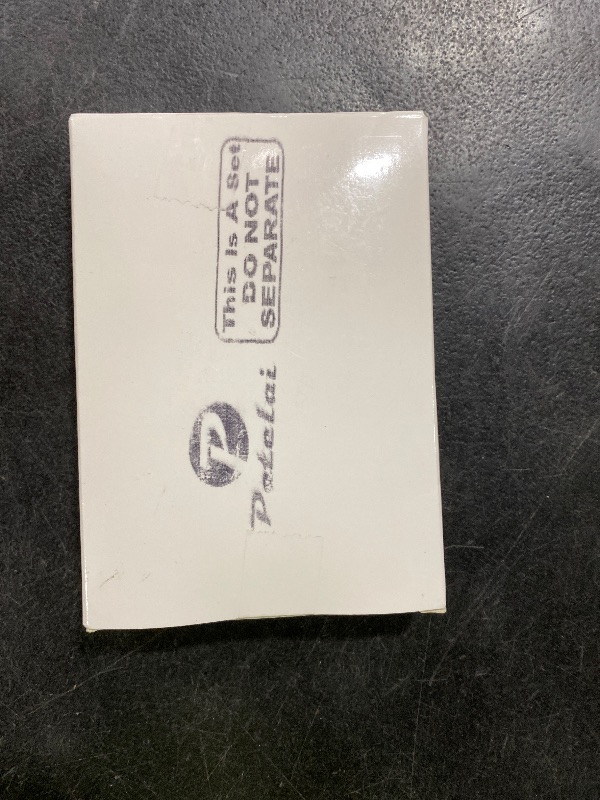 P
Patelai
This Is A Set
DO NOT
SEPARATE